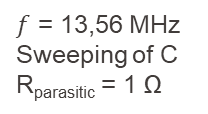 f = 13,56 MHz
Sweeping of C
Rparasitic = 1 Ω